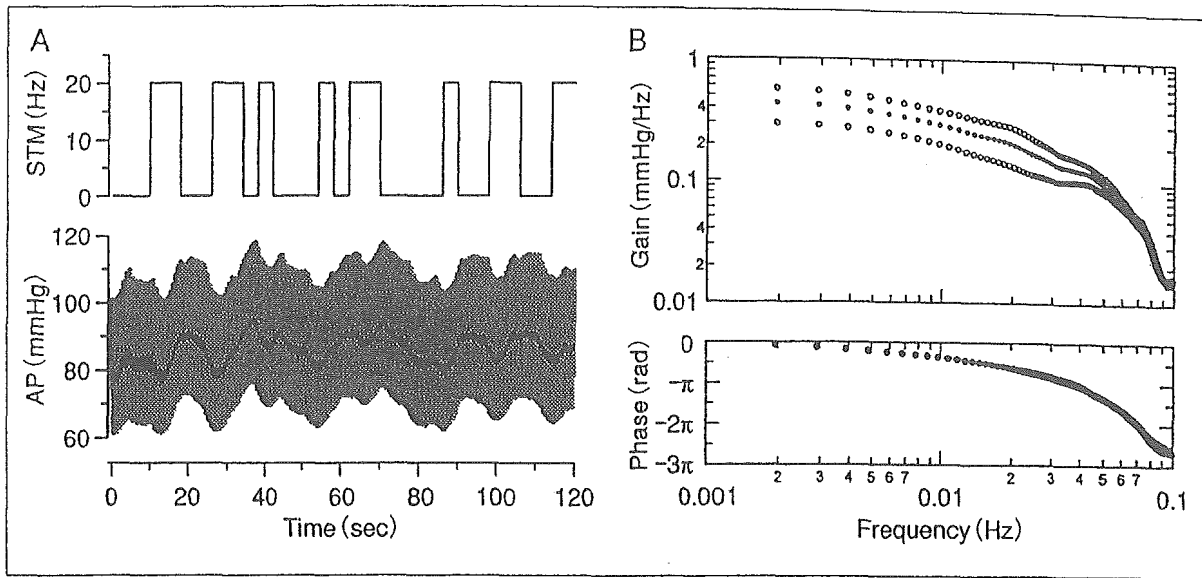 A
STM (Hz)
20
10
0
AP (mmHg)
120
100
80
60
0 20 40 60 80 100 120
Time (sec)
B
Gain (mmHg/Hz)
1
4
2
0.1
4
2
0.01
Phase (rad)
0
-π
-2π
-3π
2 3 4 5 6 7 2 3 4 5 6 7
0.001 0.01 0.1
Frequency (Hz)